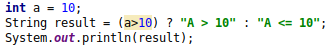 int a = 10;
String result = (a>10) ? "A > 10" : "A <= 10";
System.out.println(result);